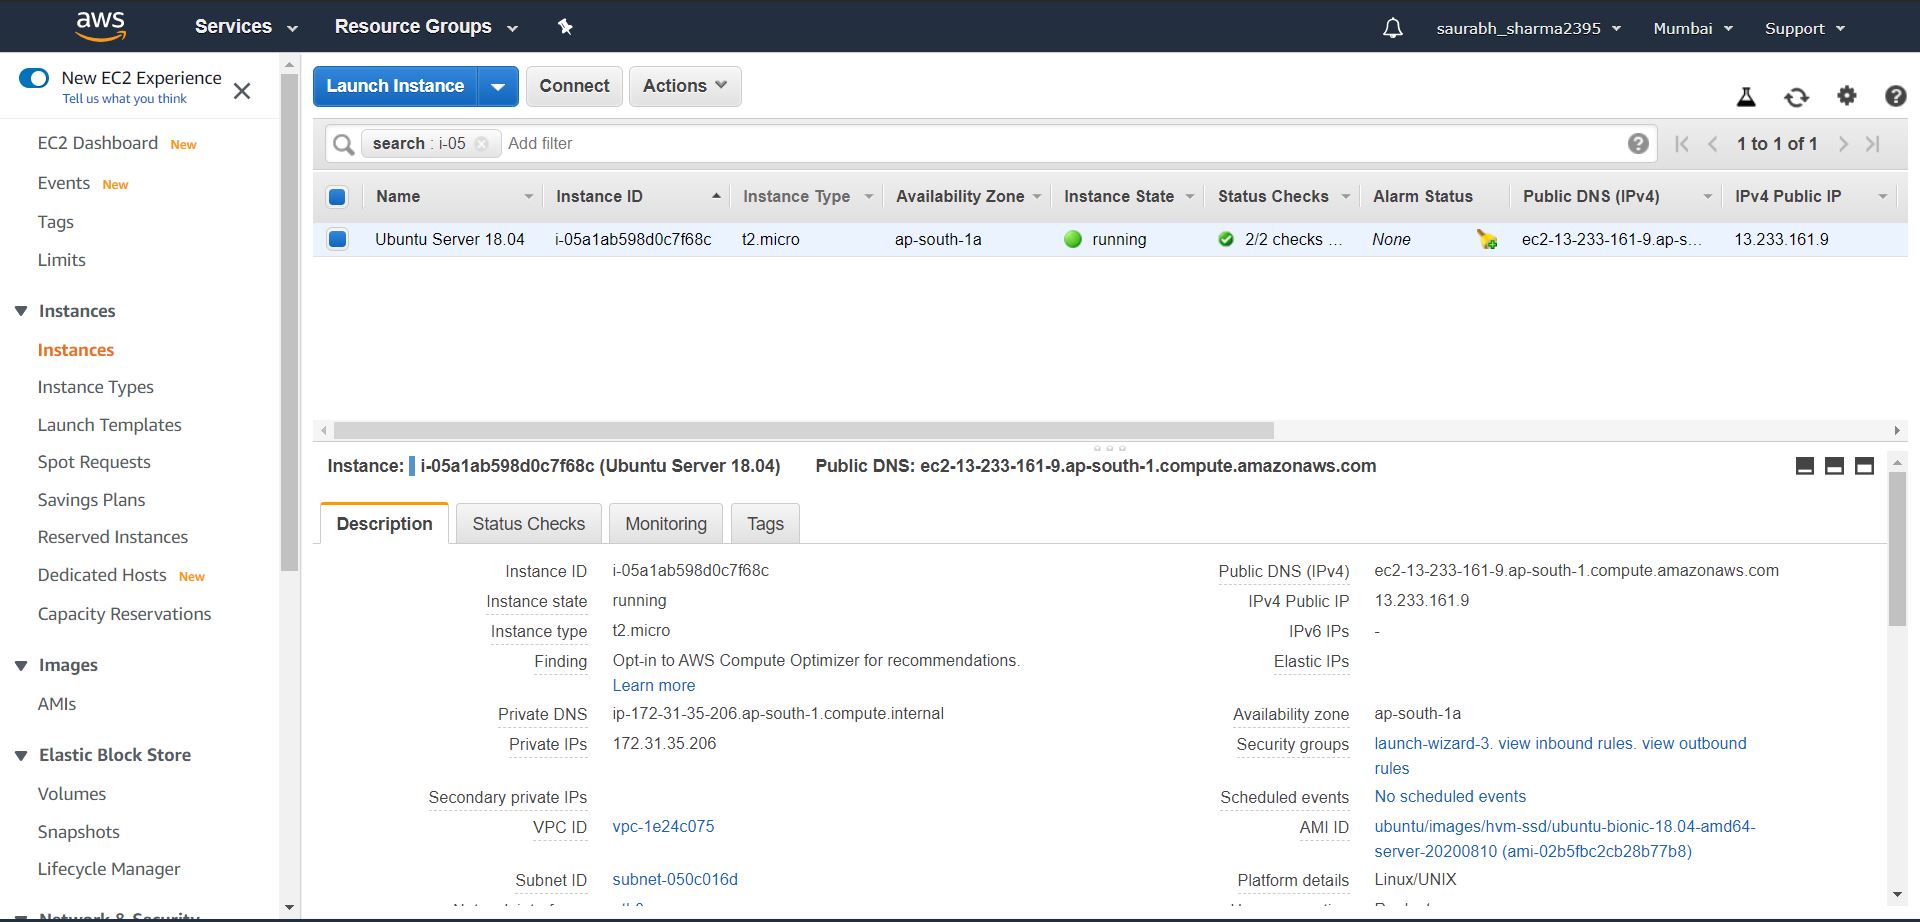 aws
Services
Resource Groups
saurabh_sharma2395
Mumbai
Support
New EC2 Experience
Tell us what you think
EC2 Dashboard New
Events New
Tags
Limits
Instances
Instances
Instance Types
Launch Templates
Spot Requests
Savings Plans
Reserved Instances
Dedicated Hosts New
Capacity Reservations
Images
AMIs
Elastic Block Store
Volumes
Snapshots
Lifecycle Manager
Network & Security
Launch Instance
Connect
Actions
search : i-05 Add filter
1 to 1 of 1
Name Instance ID Instance Type Availability Zone Instance State Status Checks Alarm Status Public DNS (IPv4) IPv4 Public IP
Ubuntu Server 18.04 i-05a1ab598d0c7f68c t2.micro ap-south-1a running 2/2 checks ... None ec2-13-233-161-9.ap-s... 13.233.161.9
Instance: i-05a1ab598d0c7f68c (Ubuntu Server 18.04) Public DNS: ec2-13-233-161-9.ap-south-1.compute.amazonaws.com
Description
Status Checks
Monitoring
Tags
Instance ID i-05a1ab598d0c7f68c
Instance state running
Instance type t2.micro
Finding Opt-in to AWS Compute Optimizer for recommendations.
Learn more
Private DNS ip-172-31-35-206.ap-south-1.compute.internal
Private IPs 172.31.35.206
Secondary private IPs
VPC ID vpc-1e24c075
Subnet ID subnet-050c016d
Public DNS (IPv4) ec2-13-233-161-9.ap-south-1.compute.amazonaws.com
IPv4 Public IP 13.233.161.9
IPv6 IPs -
Elastic IPs
Availability zone ap-south-1a
Security groups launch-wizard-3. view inbound rules. view outbound
rules
Scheduled events No scheduled events
AMI ID ubuntu/images/hvm-ssd/ubuntu-bionic-18.04-amd64-
server-20200810 (ami-02b5fbc2cb28b77b8)
Platform details Linux/UNIX